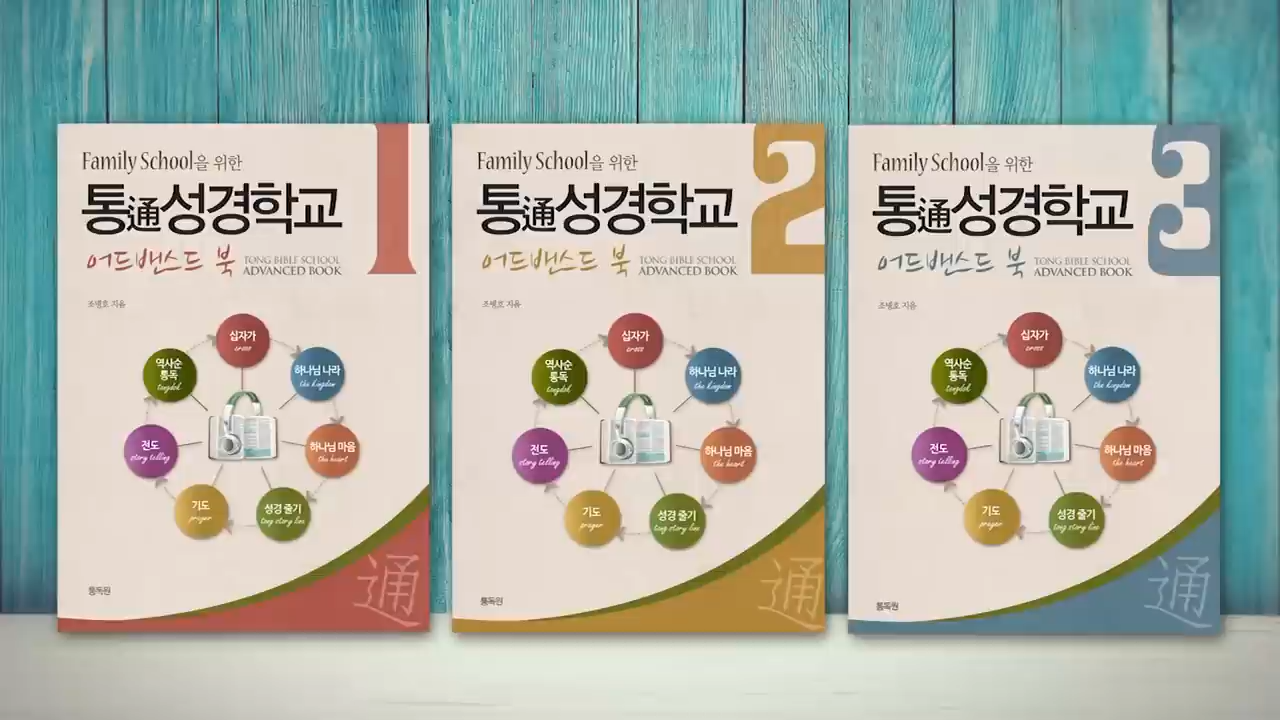 Family School을 위한
통通성경학교
어드밴스드 북
TONG BIBLE SCHOOL
ADVANCED BOOK
1
조병호 지음
십자가
cross
하나님 나라
the kingdom
하나님 마음
the heart
성경 줄기
tong story line
기도
prayer
전도
story telling
역사순
통독
tongdok
통독원
通
Family School을 위한
통通성경학교
어드밴스드 북
TONG BIBLE SCHOOL
ADVANCED BOOK
2
조병호 지음
십자가
cross
하나님 나라
the kingdom
하나님 마음
the heart
성경 줄기
tong story line
기도
prayer
전도
story telling
역사순
통독
tongdok
통독원
通
Family School을 위한
통通성경학교
어드밴스드 북
TONG BIBLE SCHOOL
ADVANCED BOOK
3
조병호 지음
십자가
cross
하나님 나라
the kingdom
하나님 마음
the heart
성경 줄기
tong story line
기도
prayer
전도
story telling
역사순
통독
tongdok
통독원
通